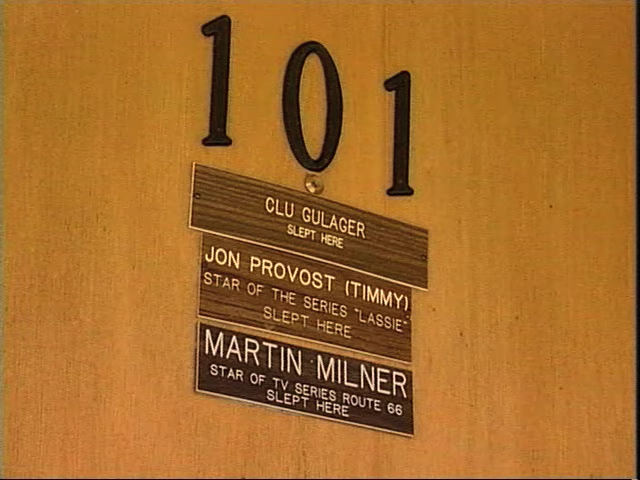 101
CLU GULAGER
SLEPT HERE
JON PROVOST (TIMMY)
STAR OF THE SERIES "LASSIE"
SLEPT HERE
MARTIN MILNER
STAR OF TV SERIES ROUTE 66
SLEPT HERE